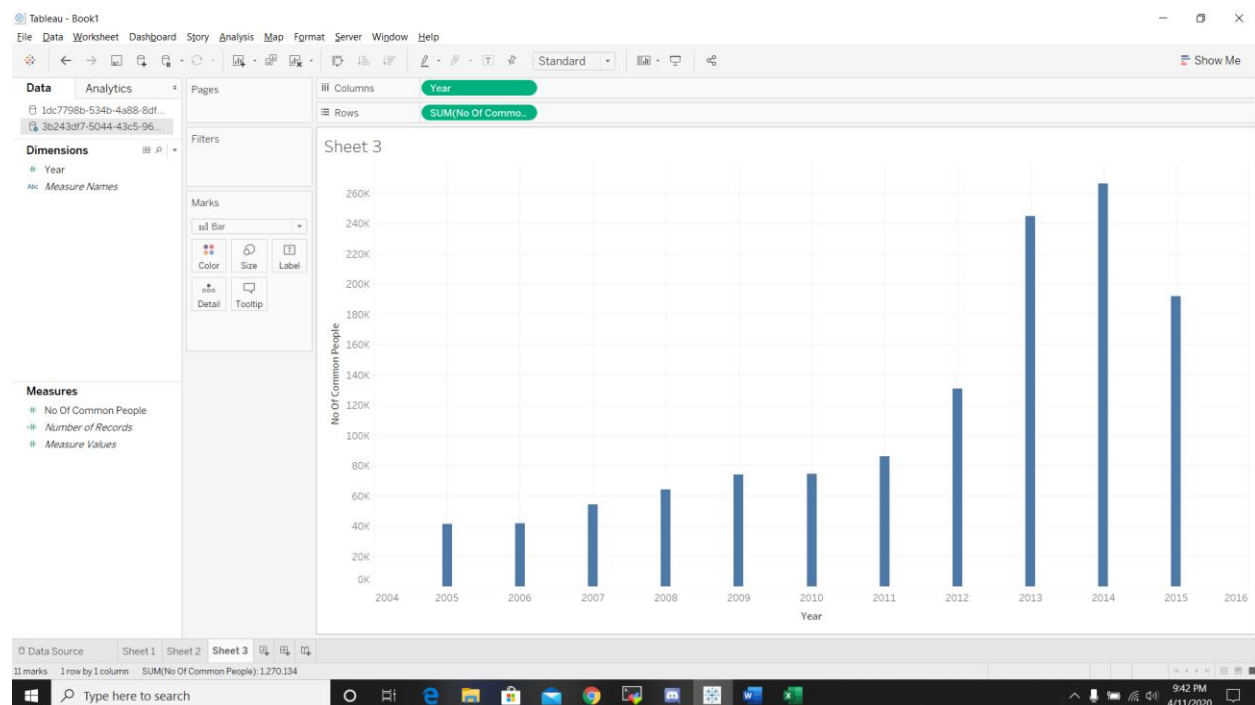 Tableau - Book1
File Data Worksheet Dashboard Story Analysis Map Format Server Window Help
Standard
Show Me
Data Analytics
1dc7798b-534b-4a88-8df...
3b243df7-5044-43c5-96...
Dimensions
# Year
Abc Measure Names
Measures
# No Of Common People
=# Number of Records
# Measure Values
Pages
Filters
Marks
Bar
Color Size Label
Detail Tooltip
Columns Year
Rows SUM(No Of Commo..
Sheet 3
No Of Common People
260K
240K
220K
200K
180K
160K
140K
120K
100K
80K
60K
40K
20K
0K
2004 2005 2006 2007 2008 2009 2010 2011 2012 2013 2014 2015 2016
Year
Data Source Sheet 1 Sheet 2 Sheet 3
11 marks 1 row by 1 column SUM(No Of Common People): 1,270,134
Type here to search
9:42 PM
4/11/2020